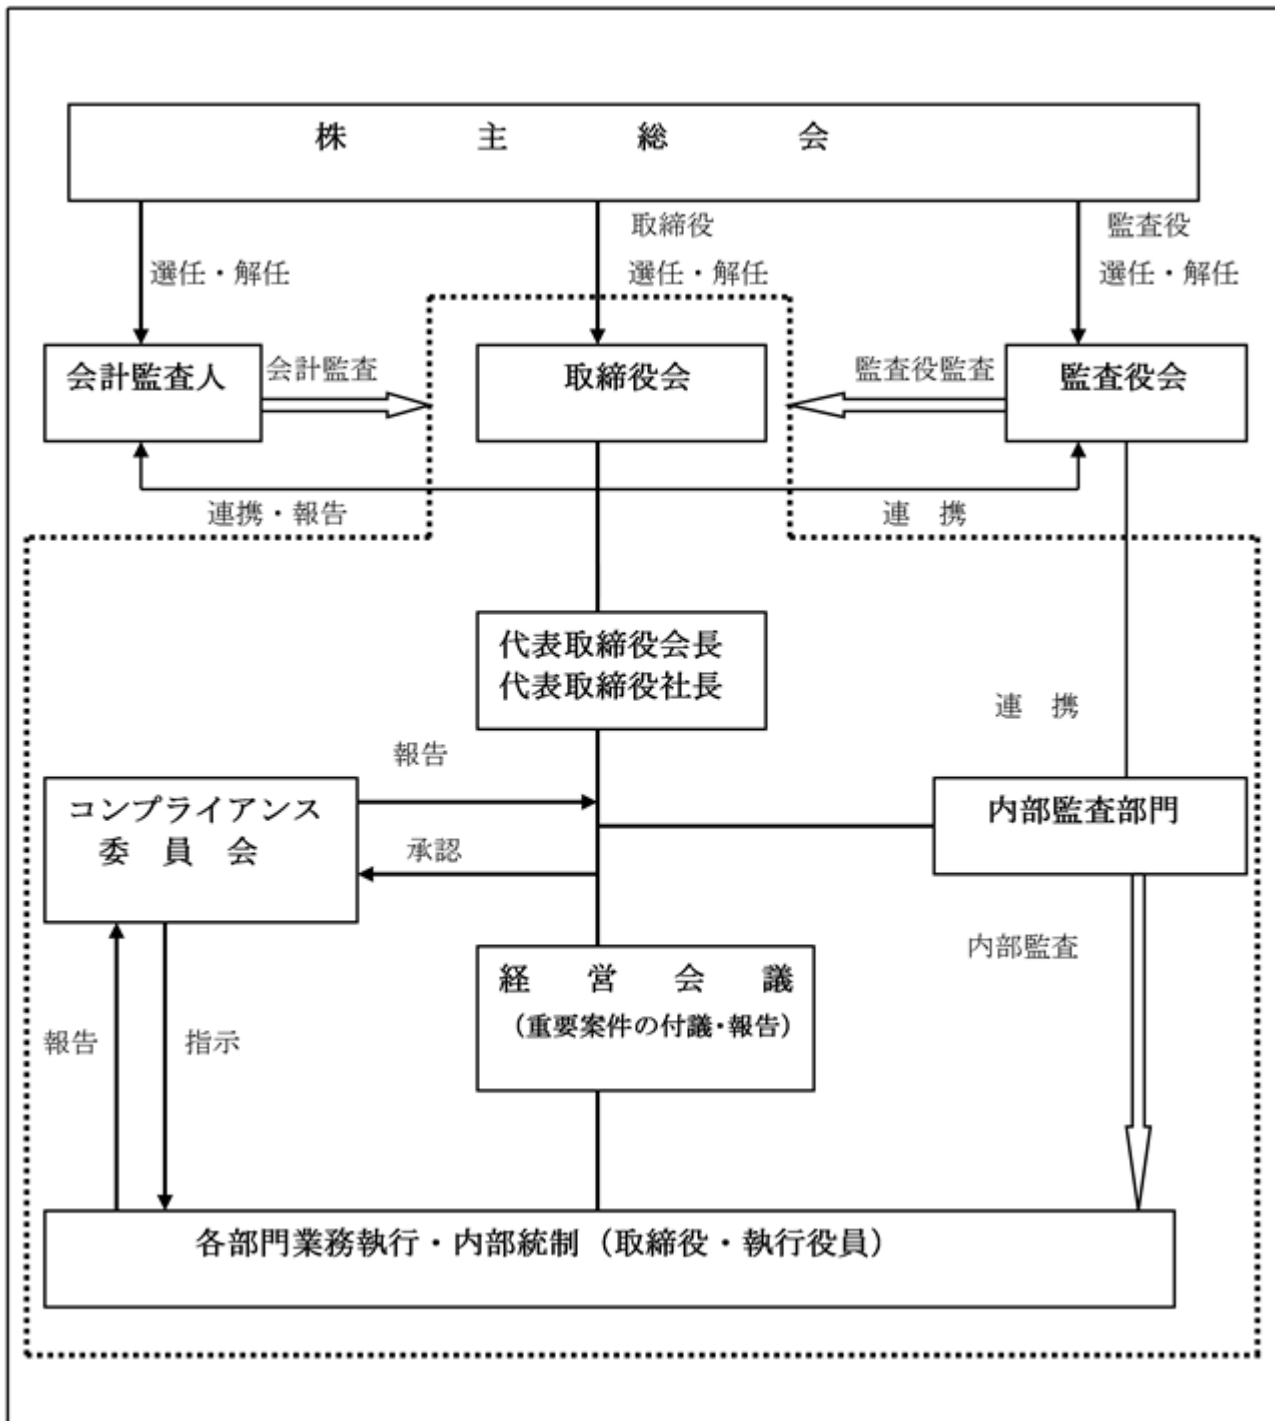 株主総会
取締役
監査役
選任・解任
選任・解任
選任・解任
会計監査人
会計監査
取締役会
監査役監査
監査役会
連携・報告
連　携
代表取締役会長
代表取締役社長
連　携
報告
コンプライアンス
委　員　会
承認
内部監査部門
内部監査
経　営　会　議
（重要案件の付議・報告）
報告
指示
各部門業務執行・内部統制（取締役・執行役員）